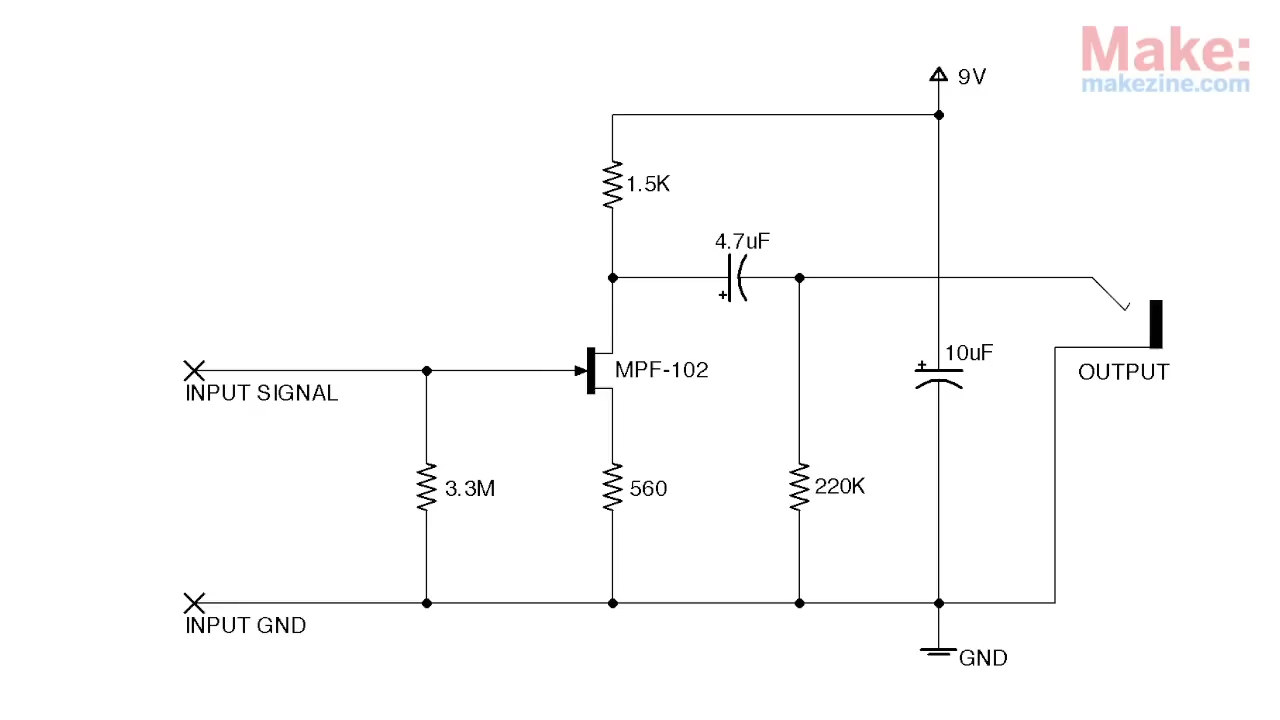 Make:
makezine.com
9V
1.5K
4.7uF
+
MPF-102
+
10uF
OUTPUT
INPUT SIGNAL
3.3M
560
220K
INPUT GND
GND